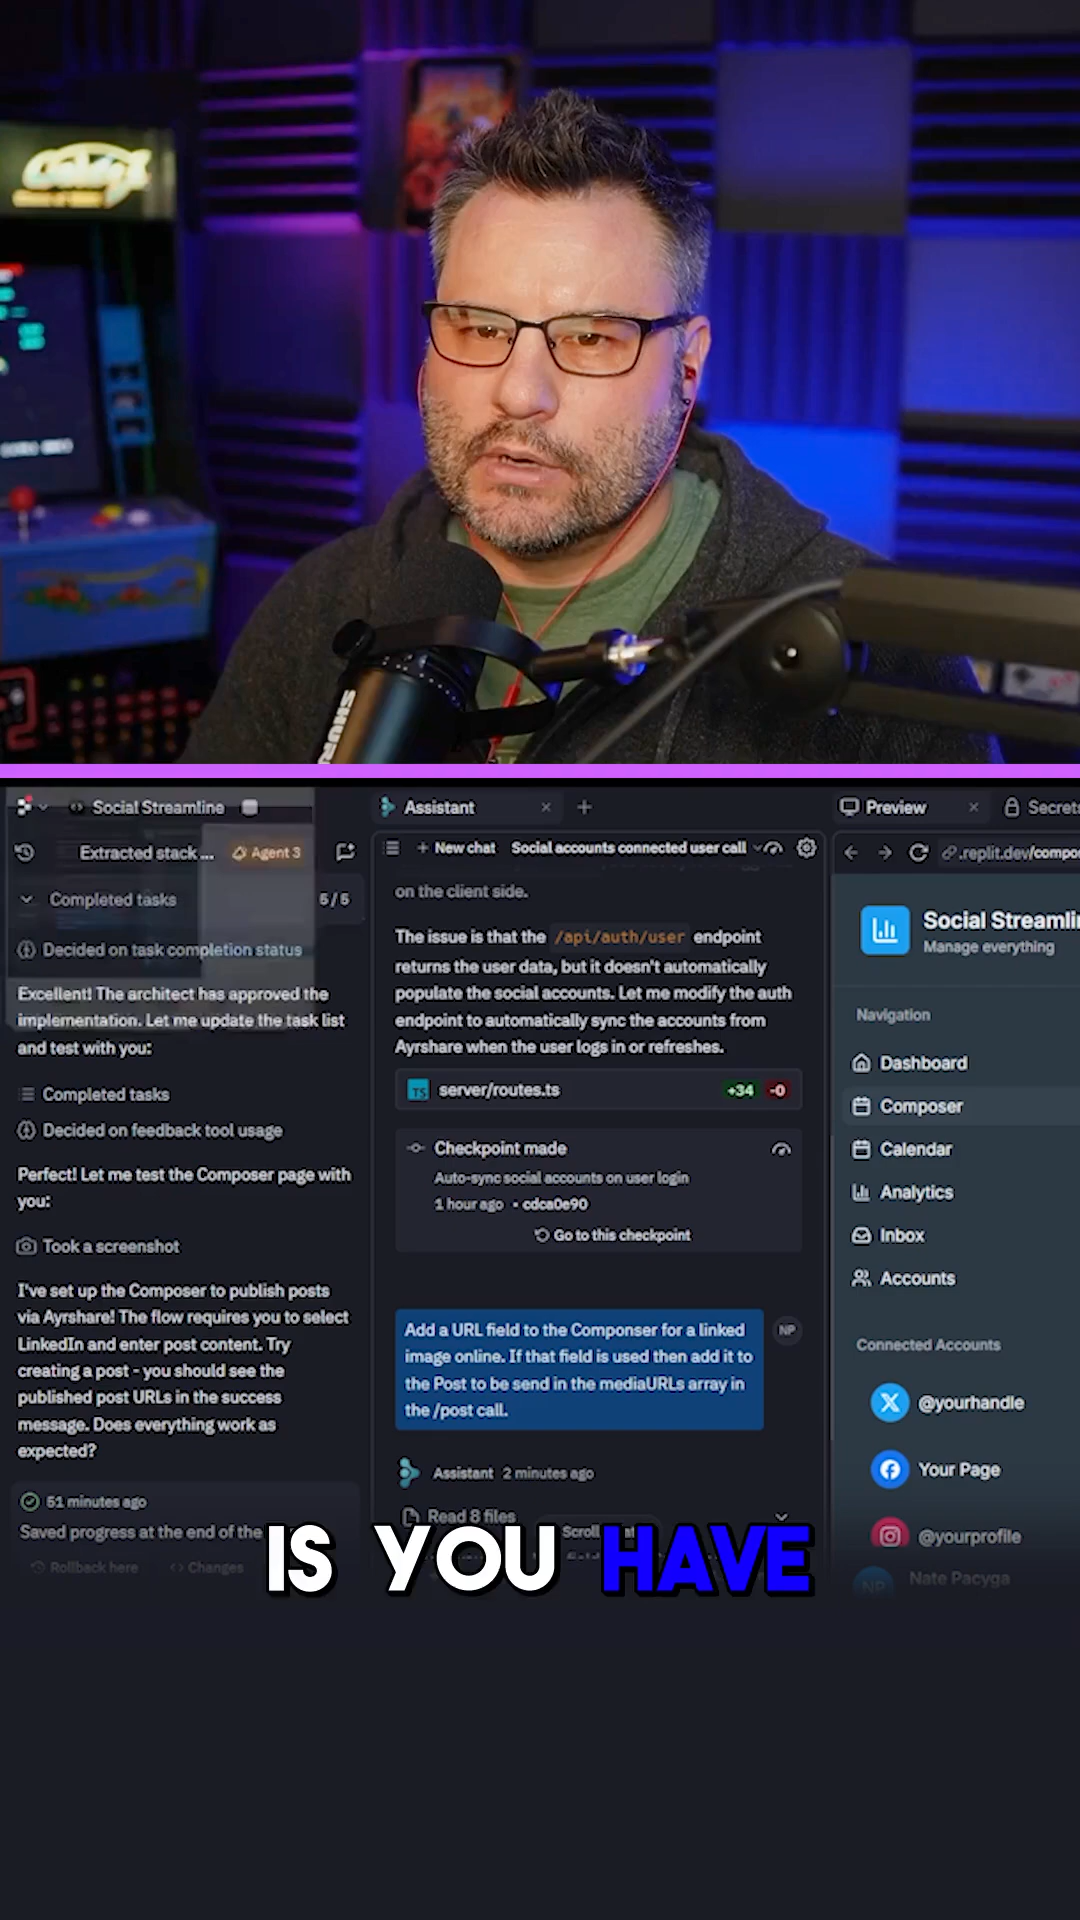 SHURE
Social Streamline
Extracted stack ...
Agent 3
Completed tasks
5 / 5
Decided on task completion status
Excellent! The architect has approved the
implementation. Let me update the task list
and test with you:
Completed tasks
Decided on feedback tool usage
Perfect! Let me test the Composer page with
you:
Took a screenshot
I've set up the Composer to publish posts
via Ayrshare! The flow requires you to select
LinkedIn and enter post content. Try
creating a post - you should see the
published post URLs in the success
message. Does everything work as
expected?
51 minutes ago
Saved progress at the end of the
Rollback here
Changes
Assistant
New chat
Social accounts connected user call
on the client side.
The issue is that the /api/auth/user endpoint
returns the user data, but it doesn't automatically
populate the social accounts. Let me modify the auth
endpoint to automatically sync the accounts from
Ayrshare when the user logs in or refreshes.
TS server/routes.ts +34 -0
Checkpoint made
Auto-sync social accounts on user login
1 hour ago • cdca0e90
Go to this checkpoint
Add a URL field to the Componser for a linked
image online. If that field is used then add it to
the Post to be send in the mediaURLs array in
the /post call.
NP
Assistant 2 minutes ago
Read 8 files
Scroll
Preview
Secrets
.replit.dev/compo
Social Streamli
Manage everything
Navigation
Dashboard
Composer
Calendar
Analytics
Inbox
Accounts
Connected Accounts
@yourhandle
Your Page
@yourprofile
NP Nate Pacyga
IS YOU HAVE